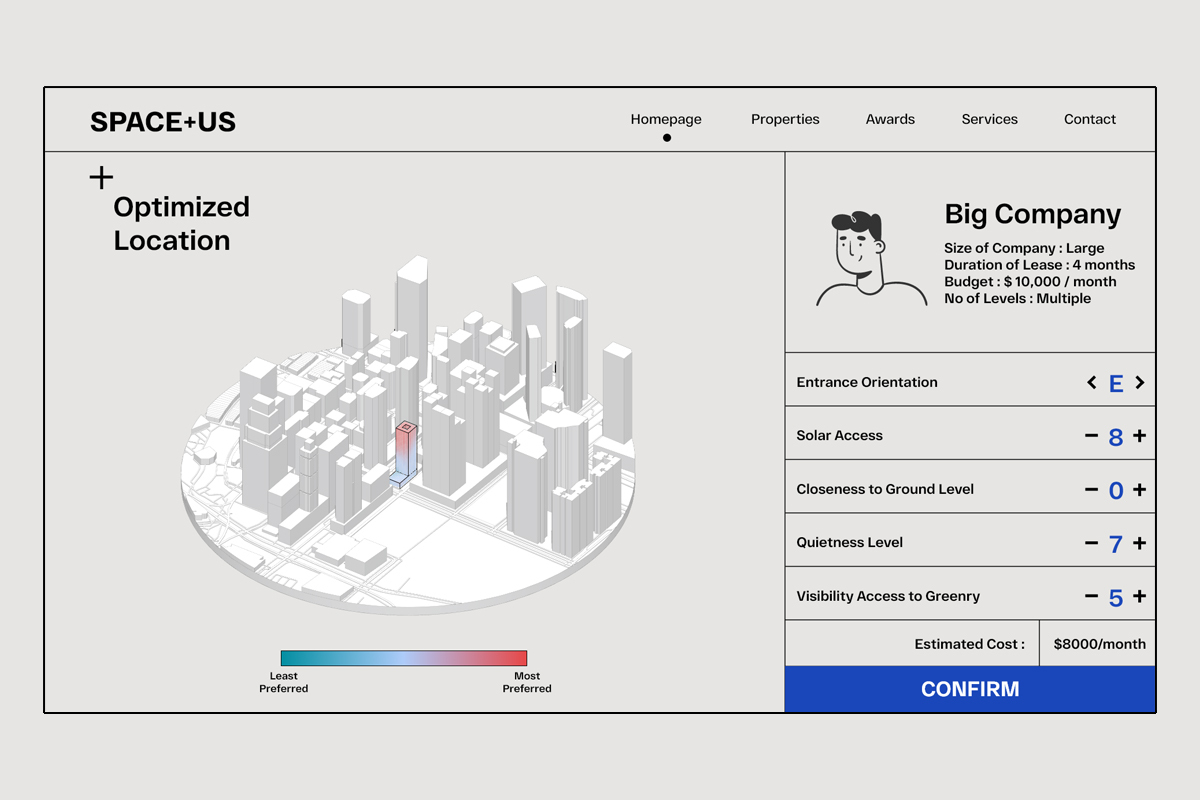 SPACE+US
Homepage
Properties
Awards
Services
Contact
Optimized
Location
Least
Preferred
Most
Preferred
Big Company
Size of Company : Large
Duration of Lease : 4 months
Budget : $ 10,000 / month
No of Levels : Multiple
Entrance Orientation < E >
Solar Access − 8 +
Closeness to Ground Level − 0 +
Quietness Level − 7 +
Visibility Access to Greenry − 5 +
Estimated Cost : $8000/month
CONFIRM